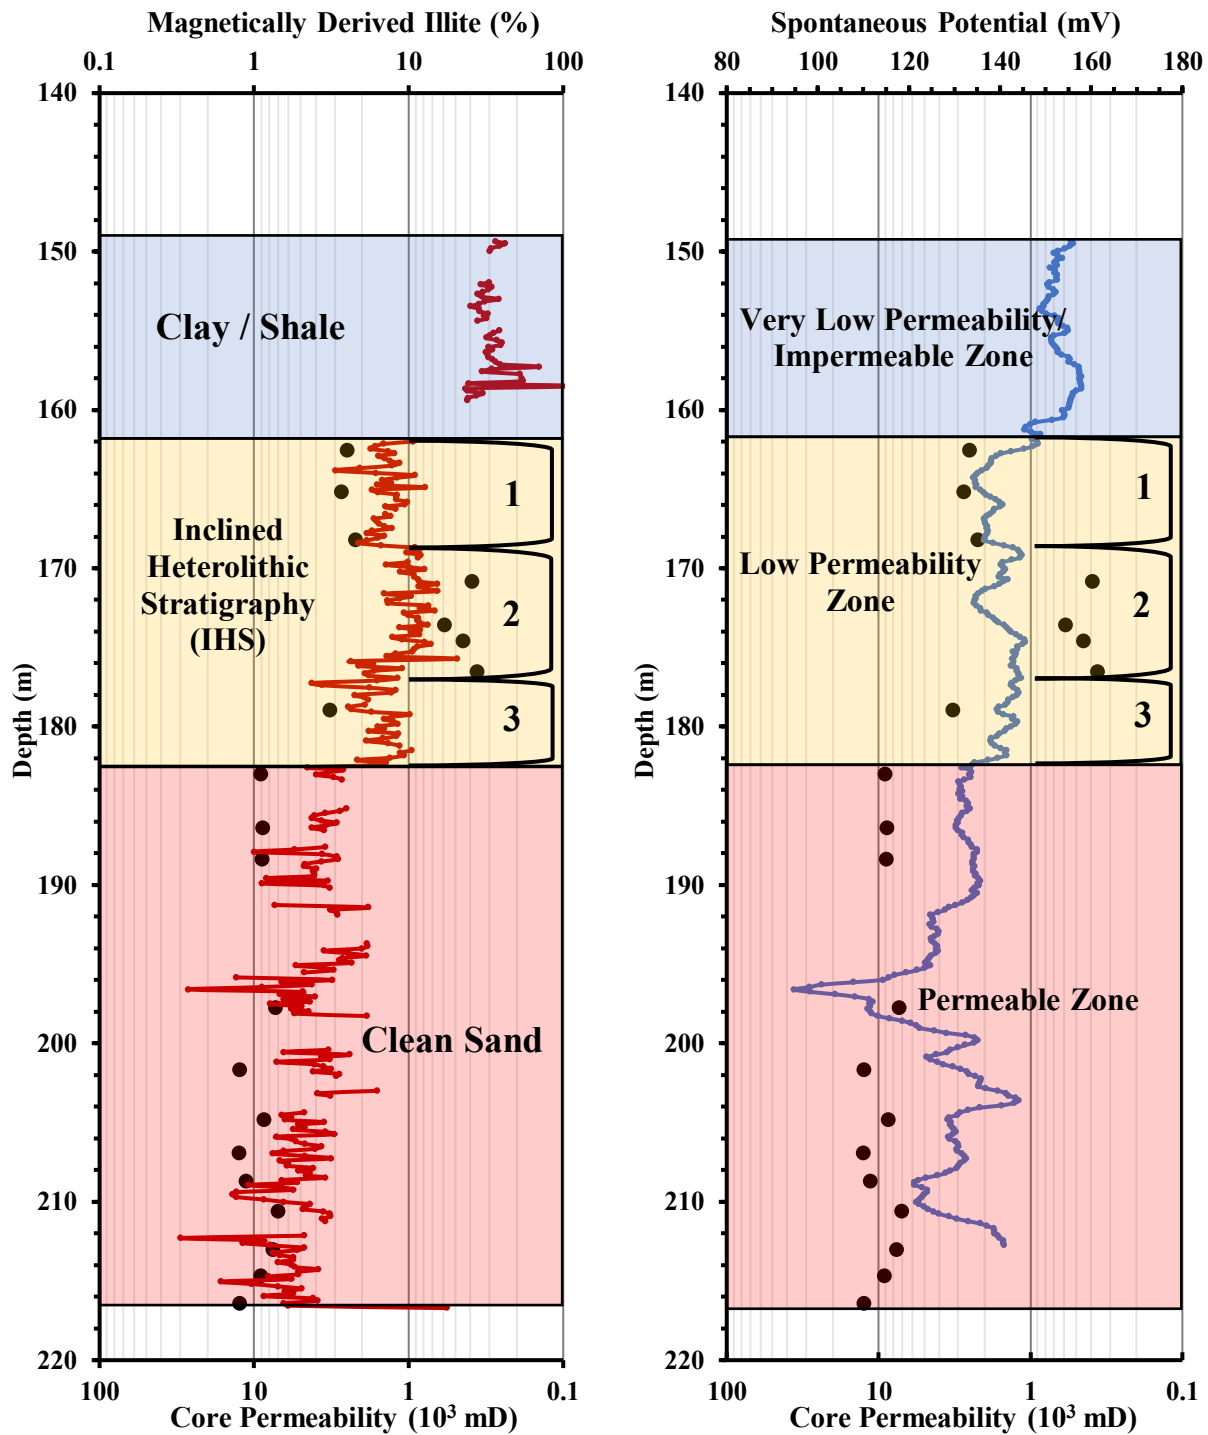 Magnetically Derived Illite (%)
0.1 1 10 100
140
150
160
170
180
190
200
210
220
Depth (m)
Clay / Shale
Inclined
Heterolithic
Stratigraphy
(IHS)
1
2
3
Clean Sand
100 10 1 0.1
Core Permeability (10³ mD)
Spontaneous Potential (mV)
80 100 120 140 160 180
140
150
160
170
180
190
200
210
220
Depth (m)
Very Low Permeability/
Impermeable Zone
Low Permeability
Zone
1
2
3
Permeable Zone
100 10 1 0.1
Core Permeability (10³ mD)